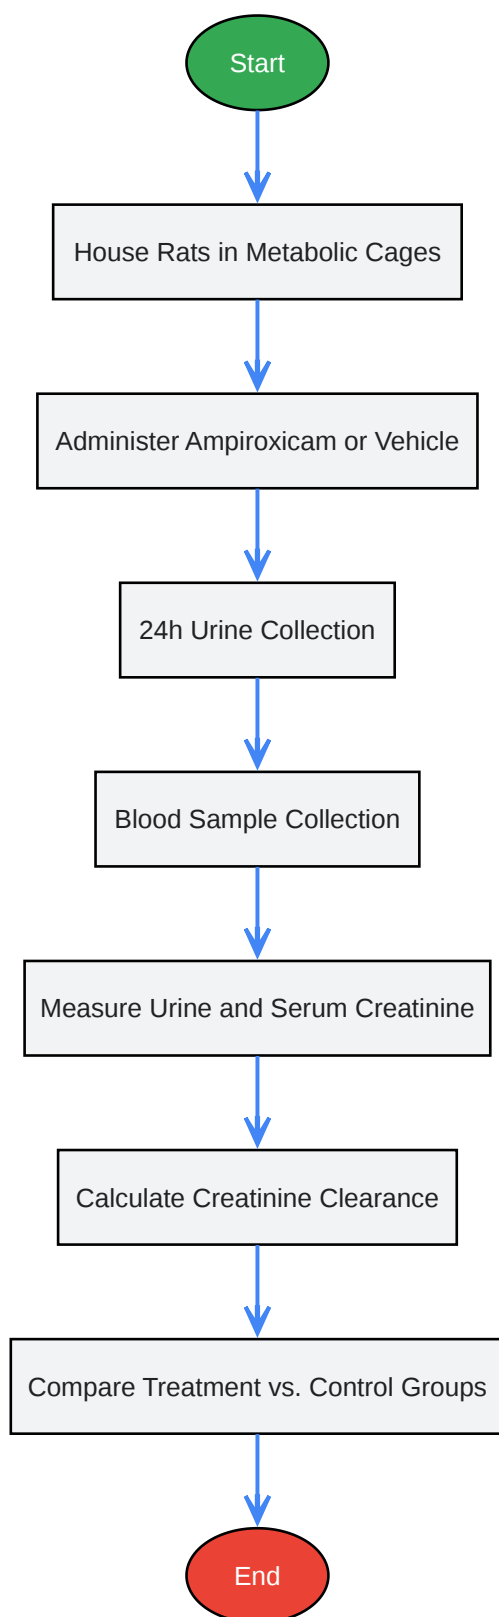 Start
House Rats in Metabolic Cages
Administer Ampiroxicam or Vehicle
24h Urine Collection
Blood Sample Collection
Measure Urine and Serum Creatinine
Calculate Creatinine Clearance
Compare Treatment vs. Control Groups
End